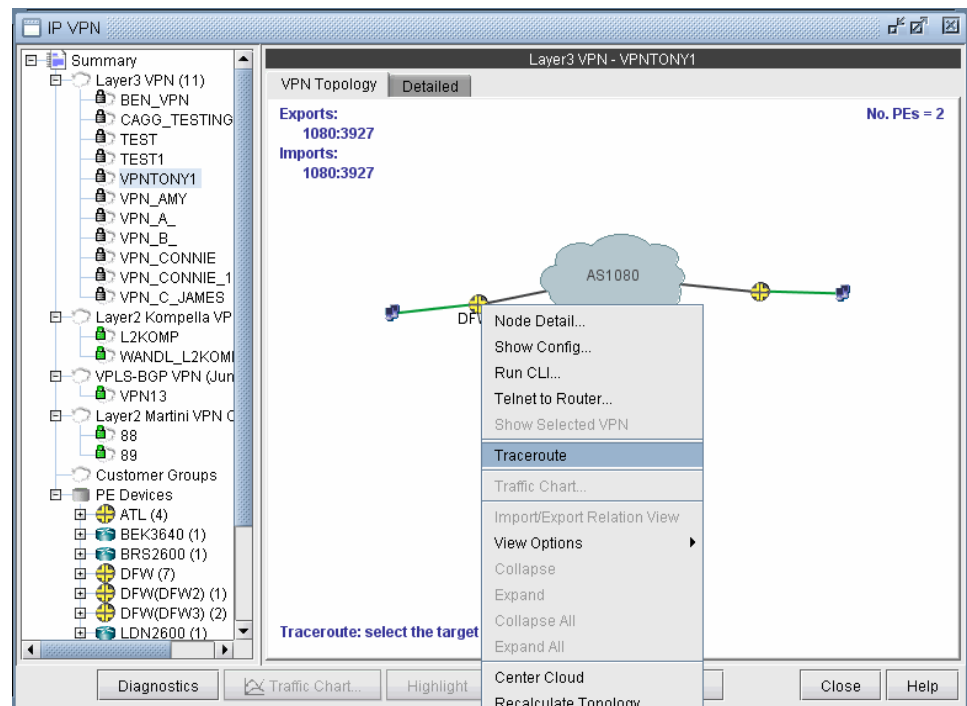 IP VPN
Summary
Layer3 VPN (11)
BEN_VPN
CAGG_TESTING
TEST
TEST1
VPNTONY1
VPN_AMY
VPN_A_
VPN_B_
VPN_CONNIE
VPN_CONNIE_1
VPN_C_JAMES
Layer2 Kompella VP
L2KOMP
WANDL_L2KOMI
VPLS-BGP VPN (Jun
VPN13
Layer2 Martini VPN C
88
89
Customer Groups
PE Devices
ATL (4)
BEK3640 (1)
BRS2600 (1)
DFW (7)
DFW(DFW2) (1)
DFW(DFW3) (2)
LDN2600 (1)
Layer3 VPN - VPNTONY1
VPN Topology
Detailed
Exports:
1080:3927
Imports:
1080:3927
No. PEs = 2
AS1080
Node Detail...
Show Config...
Run CLI...
Telnet to Router...
Show Selected VPN
Traceroute
Traffic Chart...
Import/Export Relation View
View Options
Collapse
Expand
Collapse All
Expand All
Center Cloud
Recalculate Topology
Traceroute: select the target
Diagnostics
Traffic Chart...
Highlight
Close
Help